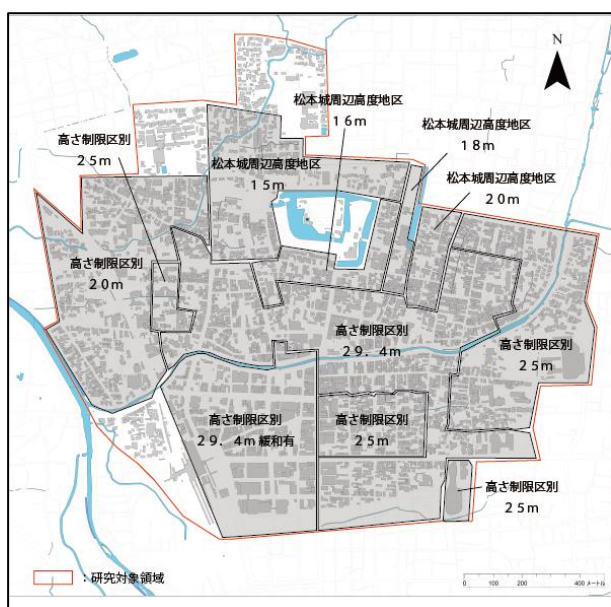 N
松本城周辺高度地区
16m
松本城周辺高度地区
18m
高さ制限区別
25m
松本城周辺高度地区
15m
松本城周辺高度地区
20m
高さ制限区別
20m
高さ制限区別
29.4m
高さ制限区別
25m
高さ制限区別
29.4m緩和有
高さ制限区別
25m
高さ制限区別
25m
:研究対象領域
0 200 400 メートル